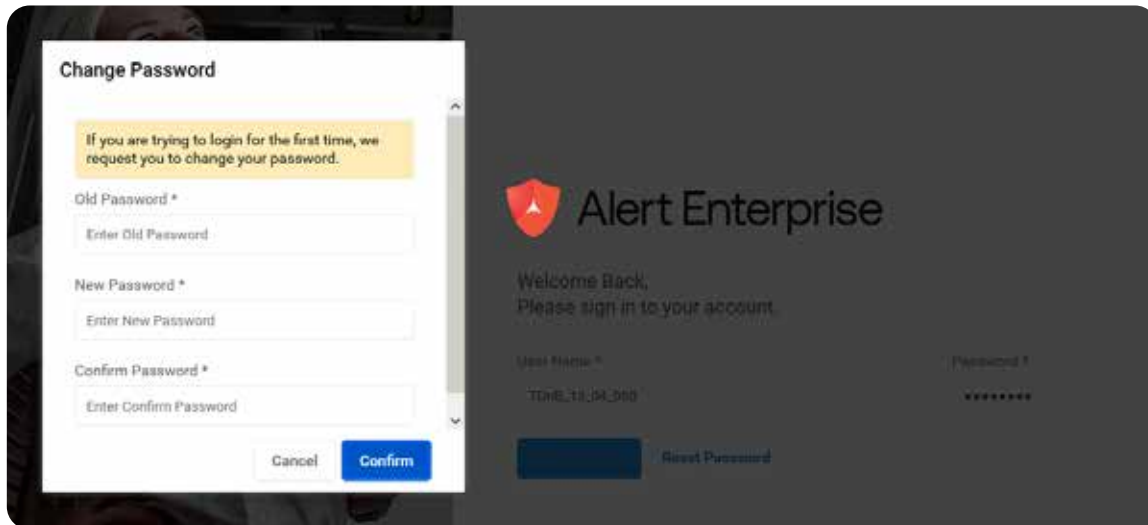 Change Password
If you are trying to login for the first time, we
request you to change your password.
Old Password *
Enter Old Password
New Password *
Enter New Password
Confirm Password *
Enter Confirm Password
Cancel Confirm
Alert Enterprise
Welcome Back,
Please sign in to your account.
User Name * Password *
Reset Password